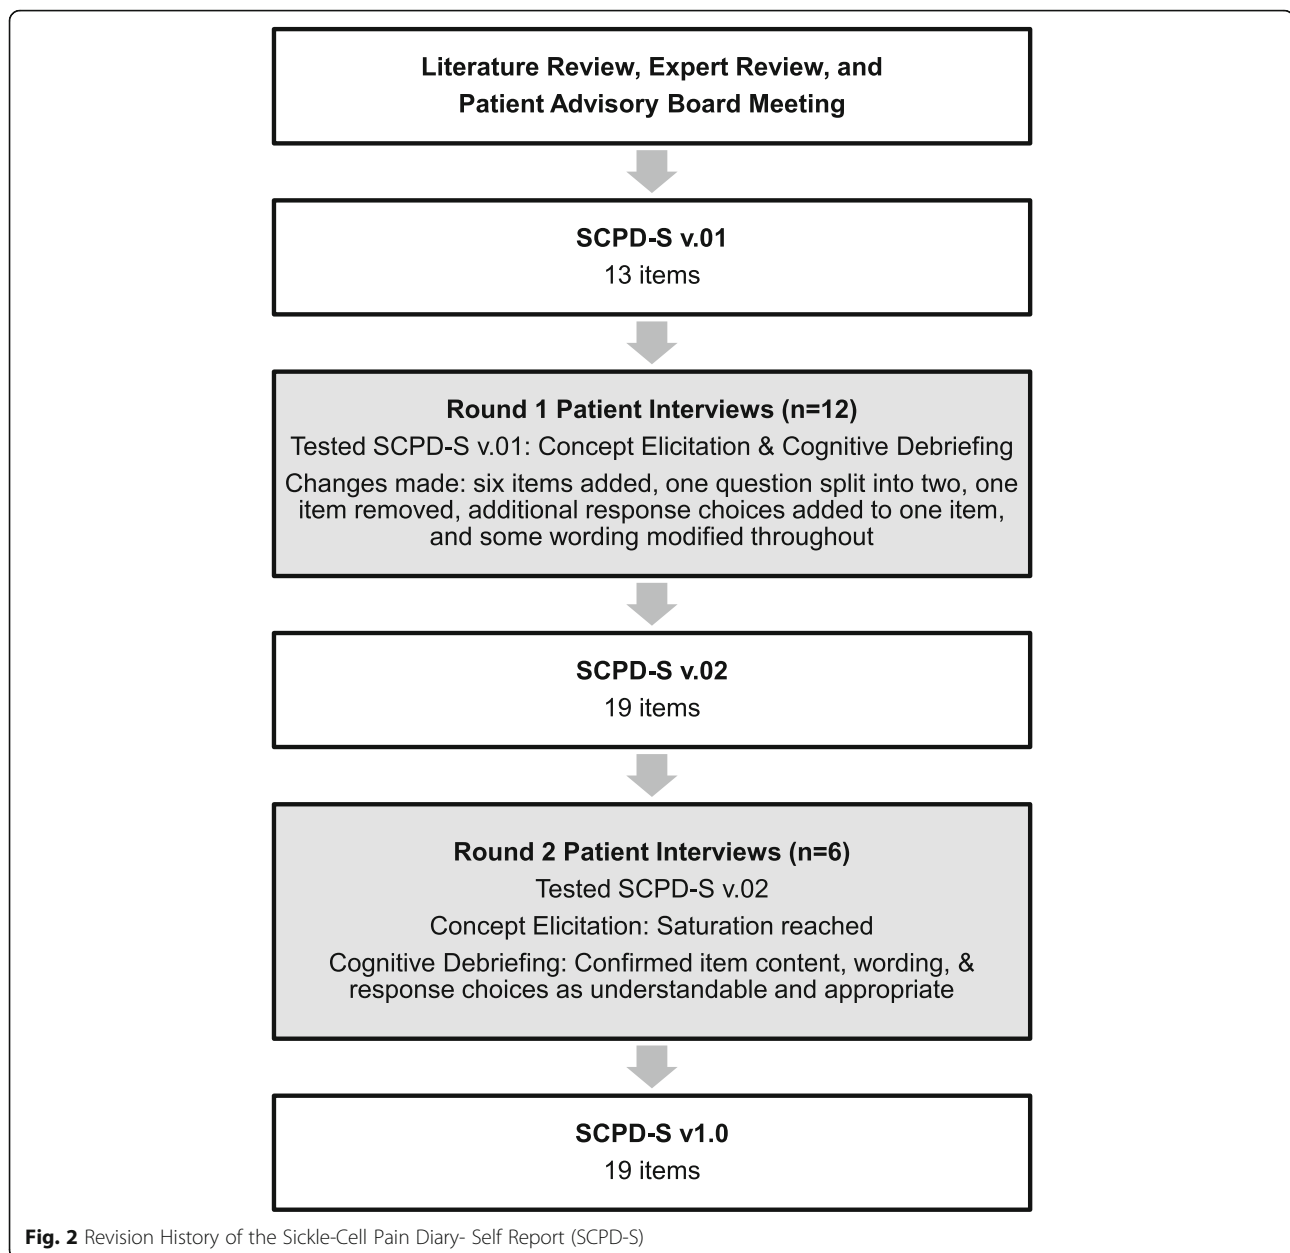 Literature Review, Expert Review, and
Patient Advisory Board Meeting
SCPD-S v.01
13 items
Round 1 Patient Interviews (n=12)
Tested SCPD-S v.01: Concept Elicitation & Cognitive Debriefing
Changes made: six items added, one question split into two, one
item removed, additional response choices added to one item,
and some wording modified throughout
SCPD-S v.02
19 items
Round 2 Patient Interviews (n=6)
Tested SCPD-S v.02
Concept Elicitation: Saturation reached
Cognitive Debriefing: Confirmed item content, wording, &
response choices as understandable and appropriate
SCPD-S v1.0
19 items
Fig. 2 Revision History of the Sickle-Cell Pain Diary- Self Report (SCPD-S)